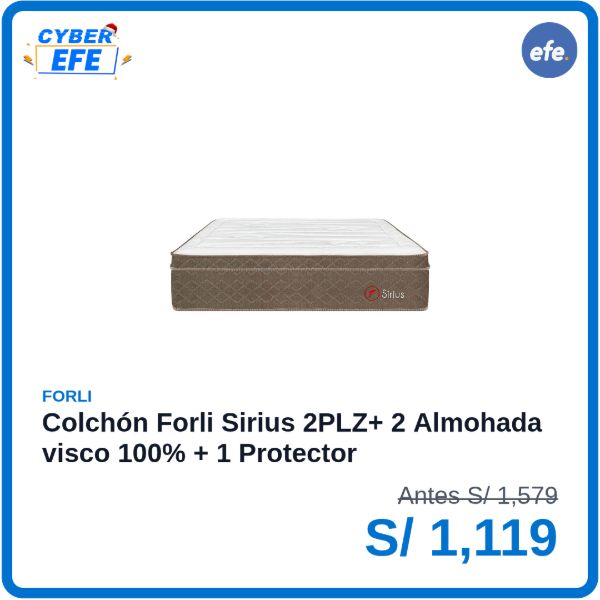 CYBER
EFE
efe.
Sirius
FORLI
Colchón Forli Sirius 2PLZ+ 2 Almohada
visco 100% + 1 Protector
Antes S/ 1,579
S/ 1,119